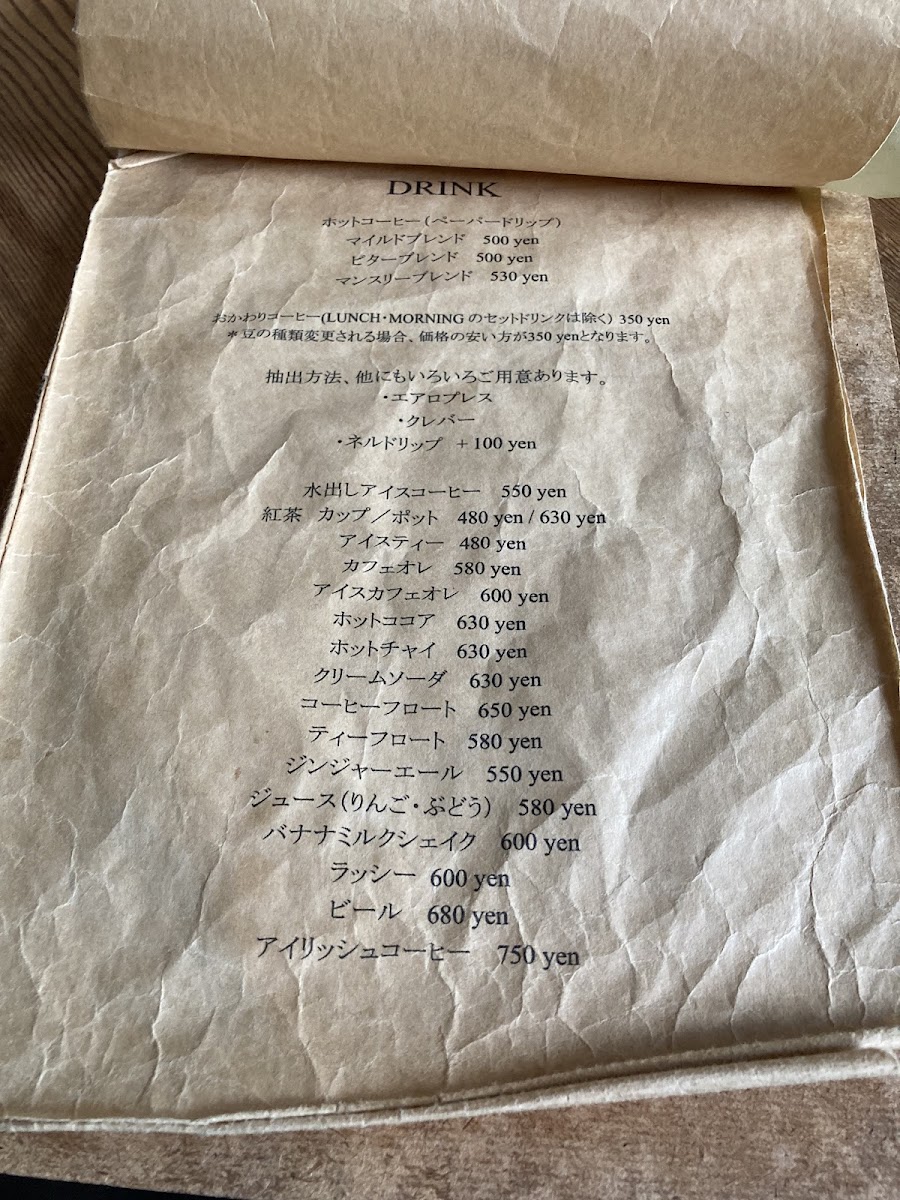 DRINK
ホットコーヒー(ペーパードリップ)
マイルドブレンド 500 yen
ビターブレンド 500 yen
マンスリーブレンド 530 yen
おかわりコーヒー(LUNCH・MORNING のセットドリンクは除く) 350 yen
＊豆の種類変更される場合、価格の安い方が350 yenとなります。
抽出方法、他にもいろいろご用意あります。
・エアロプレス
・クレバー
・ネルドリップ ＋100 yen
水出しアイスコーヒー 550 yen
紅茶 カップ／ポット 480 yen / 630 yen
アイスティー 480 yen
カフェオレ 580 yen
アイスカフェオレ 600 yen
ホットココア 630 yen
ホットチャイ 630 yen
クリームソーダ 630 yen
コーヒーフロート 650 yen
ティーフロート 580 yen
ジンジャーエール 550 yen
ジュース(りんご・ぶどう) 580 yen
バナナミルクシェイク 600 yen
ラッシー 600 yen
ビール 680 yen
アイリッシュコーヒー 750 yen